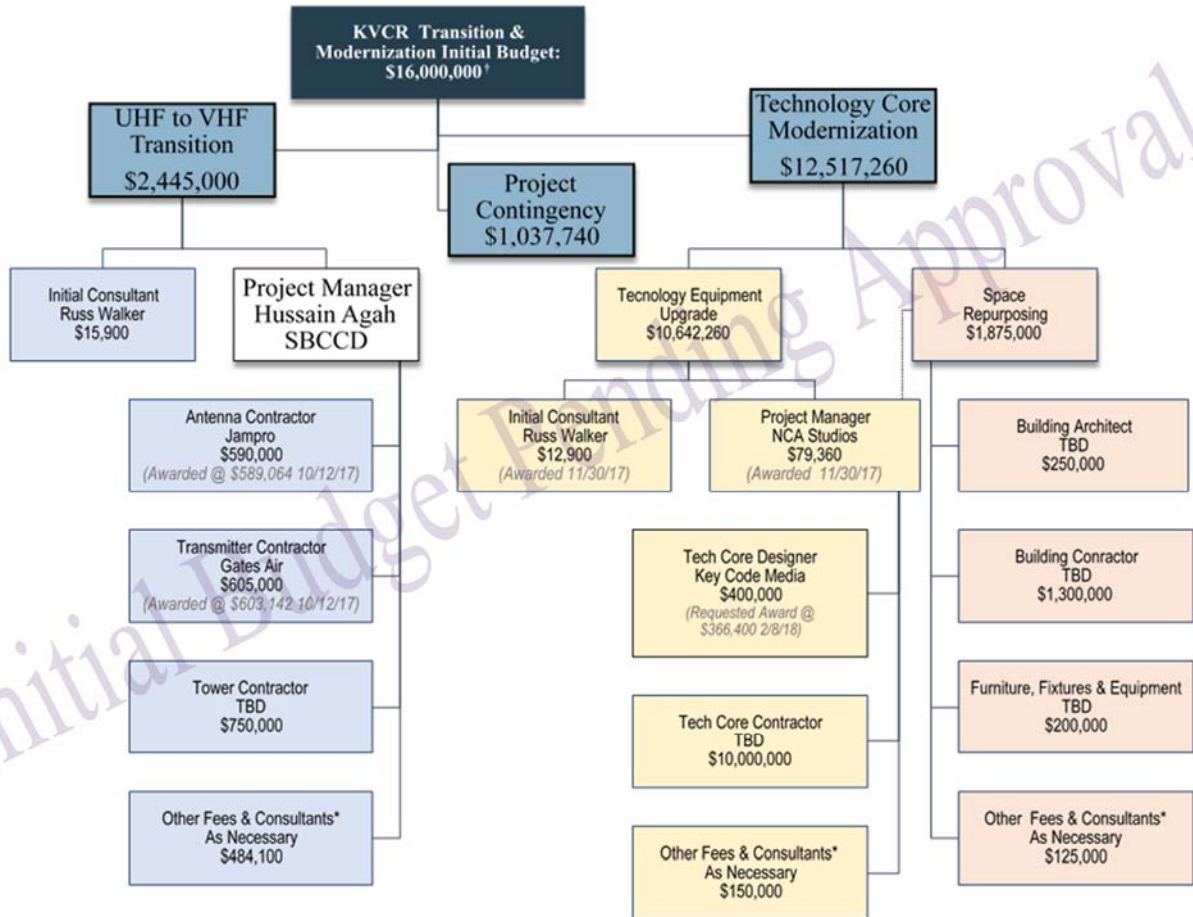 KVCR Transition &
Modernization Initial Budget:
$16,000,000†
UHF to VHF
Transition
$2,445,000
Project
Contingency
$1,037,740
Technology Core
Modernization
$12,517,260
Initial Consultant
Russ Walker
$15,900
Project Manager
Hussain Agah
SBCCD
Tecnology Equipment
Upgrade
$10,642,260
Space
Repurposing
$1,875,000
Antenna Contractor
Jampro
$590,000
(Awarded @ $589,064 10/12/17)
Transmitter Contractor
Gates Air
$605,000
(Awarded @ $603,142 10/12/17)
Tower Contractor
TBD
$750,000
Other Fees & Consultants*
As Necessary
$484,100
Initial Consultant
Russ Walker
$12,900
(Awarded 11/30/17)
Project Manager
NCA Studios
$79,360
(Awarded 11/30/17)
Tech Core Designer
Key Code Media
$400,000
(Requested Award @
$366,400 2/8/18)
Tech Core Contractor
TBD
$10,000,000
Other Fees & Consultants*
As Necessary
$150,000
Building Architect
TBD
$250,000
Building Conractor
TBD
$1,300,000
Furniture, Fixtures & Equipment
TBD
$200,000
Other Fees & Consultants*
As Necessary
$125,000
nitial Budget Pending Approval